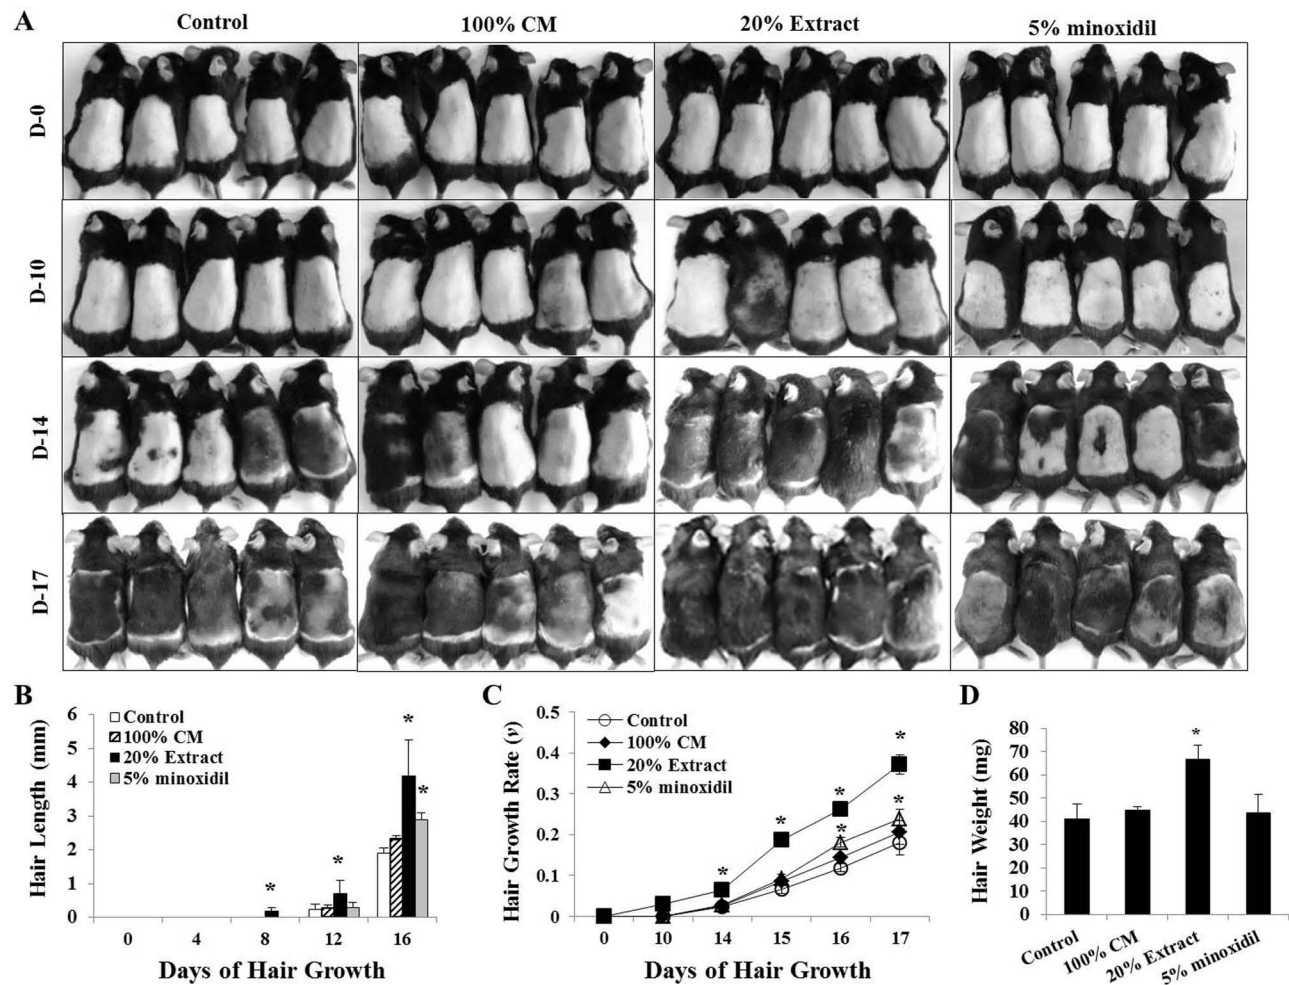 A
Control
100% CM
20% Extract
5% minoxidil
D-0
D-10
D-14
D-17
B
Hair Length (mm)
6
5
4
3
2
1
0
Control
100% CM
20% Extract
5% minoxidil
*
*
*
*
0 4 8 12 16
Days of Hair Growth
C
Hair Growth Rate (v)
0.5
0.4
0.3
0.2
0.1
0
Control
100% CM
20% Extract
5% minoxidil
*
*
*
*
*
*
0 10 14 15 16 17
Days of Hair Growth
D
Hair Weight (mg)
80
70
60
50
40
30
20
10
0
*
Control
100% CM
20% Extract
5% minoxidil